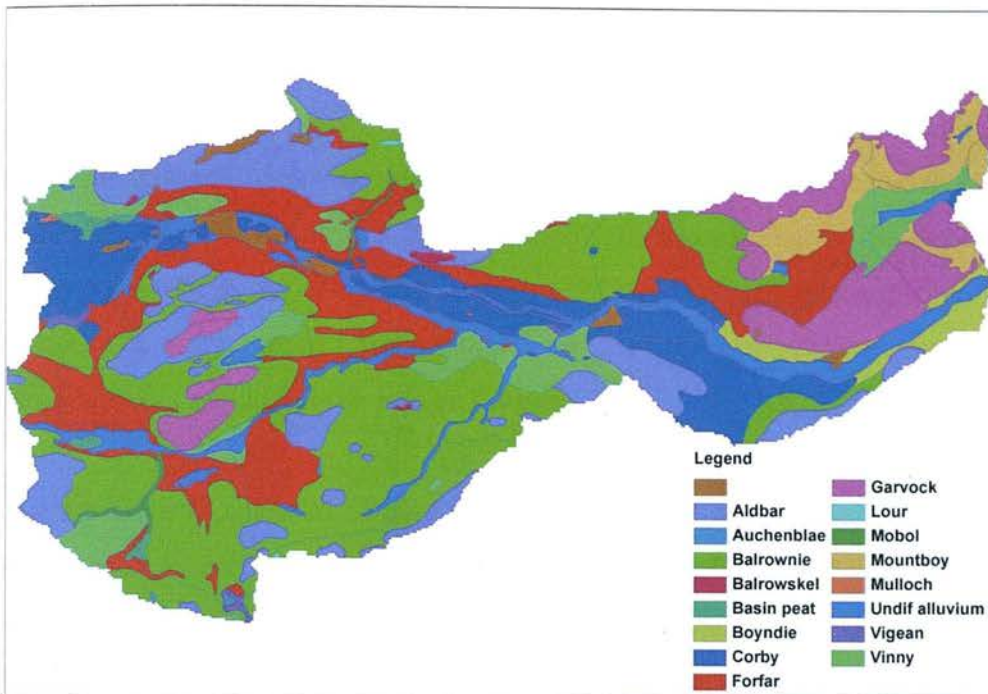 Legend
Aldbar
Auchenblae
Balrownie
Balrowskel
Basin peat
Boyndie
Corby
Forfar
Garvock
Lour
Mobol
Mountboy
Mulloch
Undif alluvium
Vigean
Vinny